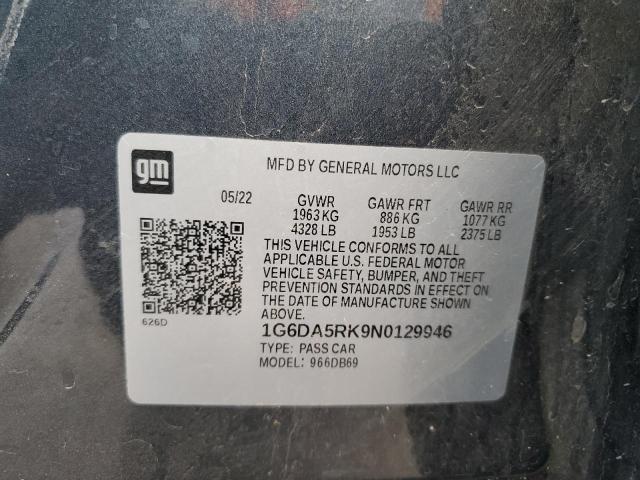 gm
MFD BY GENERAL MOTORS LLC
05/22 GVWR GAWR FRT GAWR RR
1963 KG 886 KG 1077 KG
4328 LB 1953 LB 2375 LB
THIS VEHICLE CONFORMS TO ALL
APPLICABLE U.S. FEDERAL MOTOR
VEHICLE SAFETY, BUMPER, AND THEFT
PREVENTION STANDARDS IN EFFECT ON
THE DATE OF MANUFACTURE SHOWN
ABOVE.
626D
1G6DA5RK9N0129946
TYPE: PASS CAR
MODEL: 966DB69